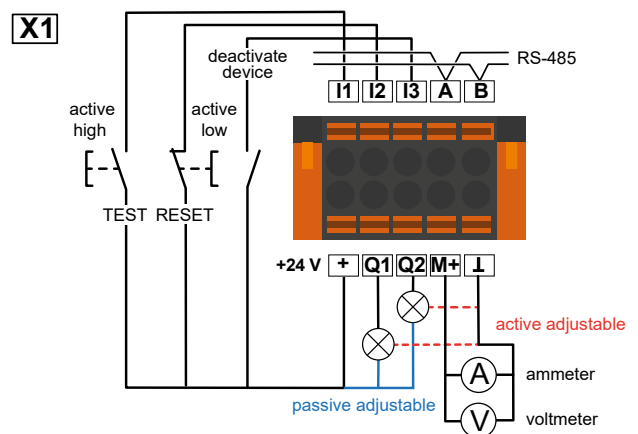 X1
deactivate
device
RS-485
I1 I2 I3 A B
active
high
active
low
TEST RESET
+24 V + Q1 Q2 M+ ⊥
active adjustable
passive adjustable
A ammeter
V voltmeter